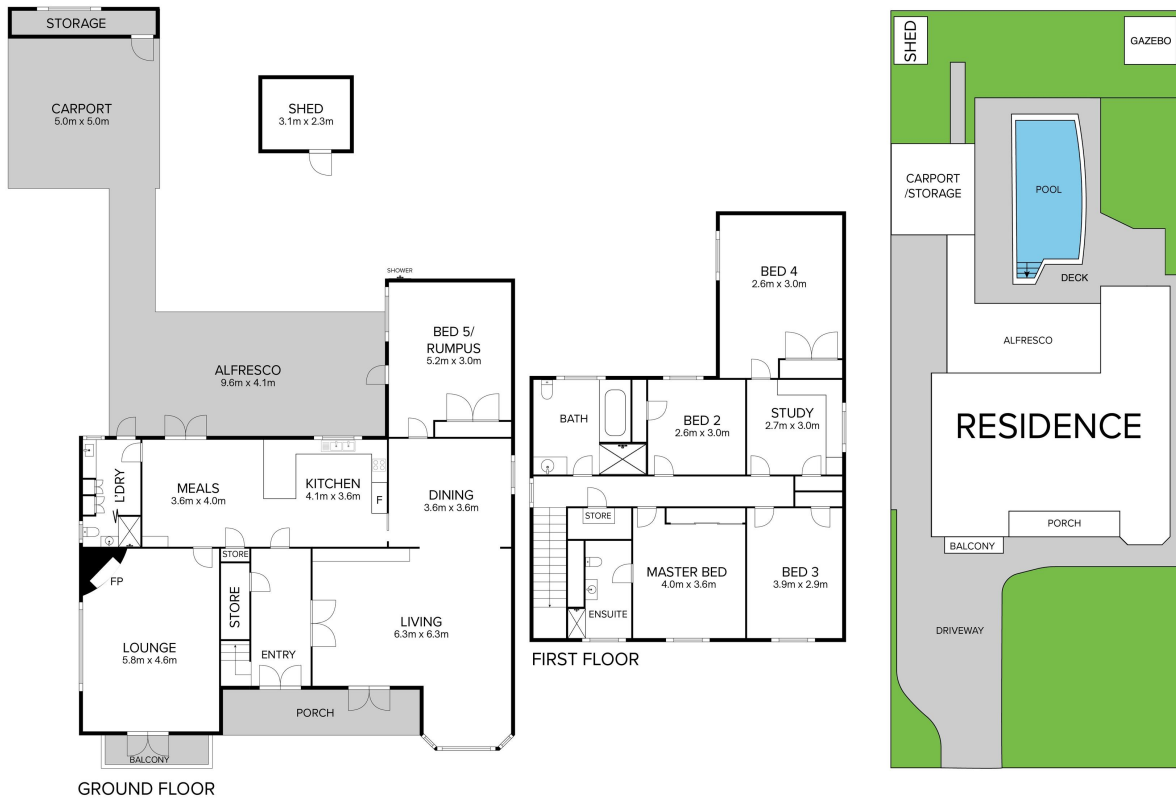 STORAGE
CARPORT
5.0m x 5.0m
SHED
3.1m x 2.3m
SHOWER
BED 5/
RUMPUS
5.2m x 3.0m
ALFRESCO
9.6m x 4.1m
L'DRY
MEALS
3.6m x 4.0m
KITCHEN
4.1m x 3.6m
F
DINING
3.6m x 3.6m
FP
STORE
STORE
LOUNGE
5.8m x 4.6m
ENTRY
LIVING
6.3m x 6.3m
PORCH
BALCONY
GROUND FLOOR
BED 4
2.6m x 3.0m
BATH
BED 2
2.6m x 3.0m
STUDY
2.7m x 3.0m
STORE
ENSUITE
MASTER BED
4.0m x 3.6m
BED 3
3.9m x 2.9m
FIRST FLOOR
SHED
GAZEBO
CARPORT
/STORAGE
POOL
DECK
ALFRESCO
RESIDENCE
PORCH
BALCONY
DRIVEWAY